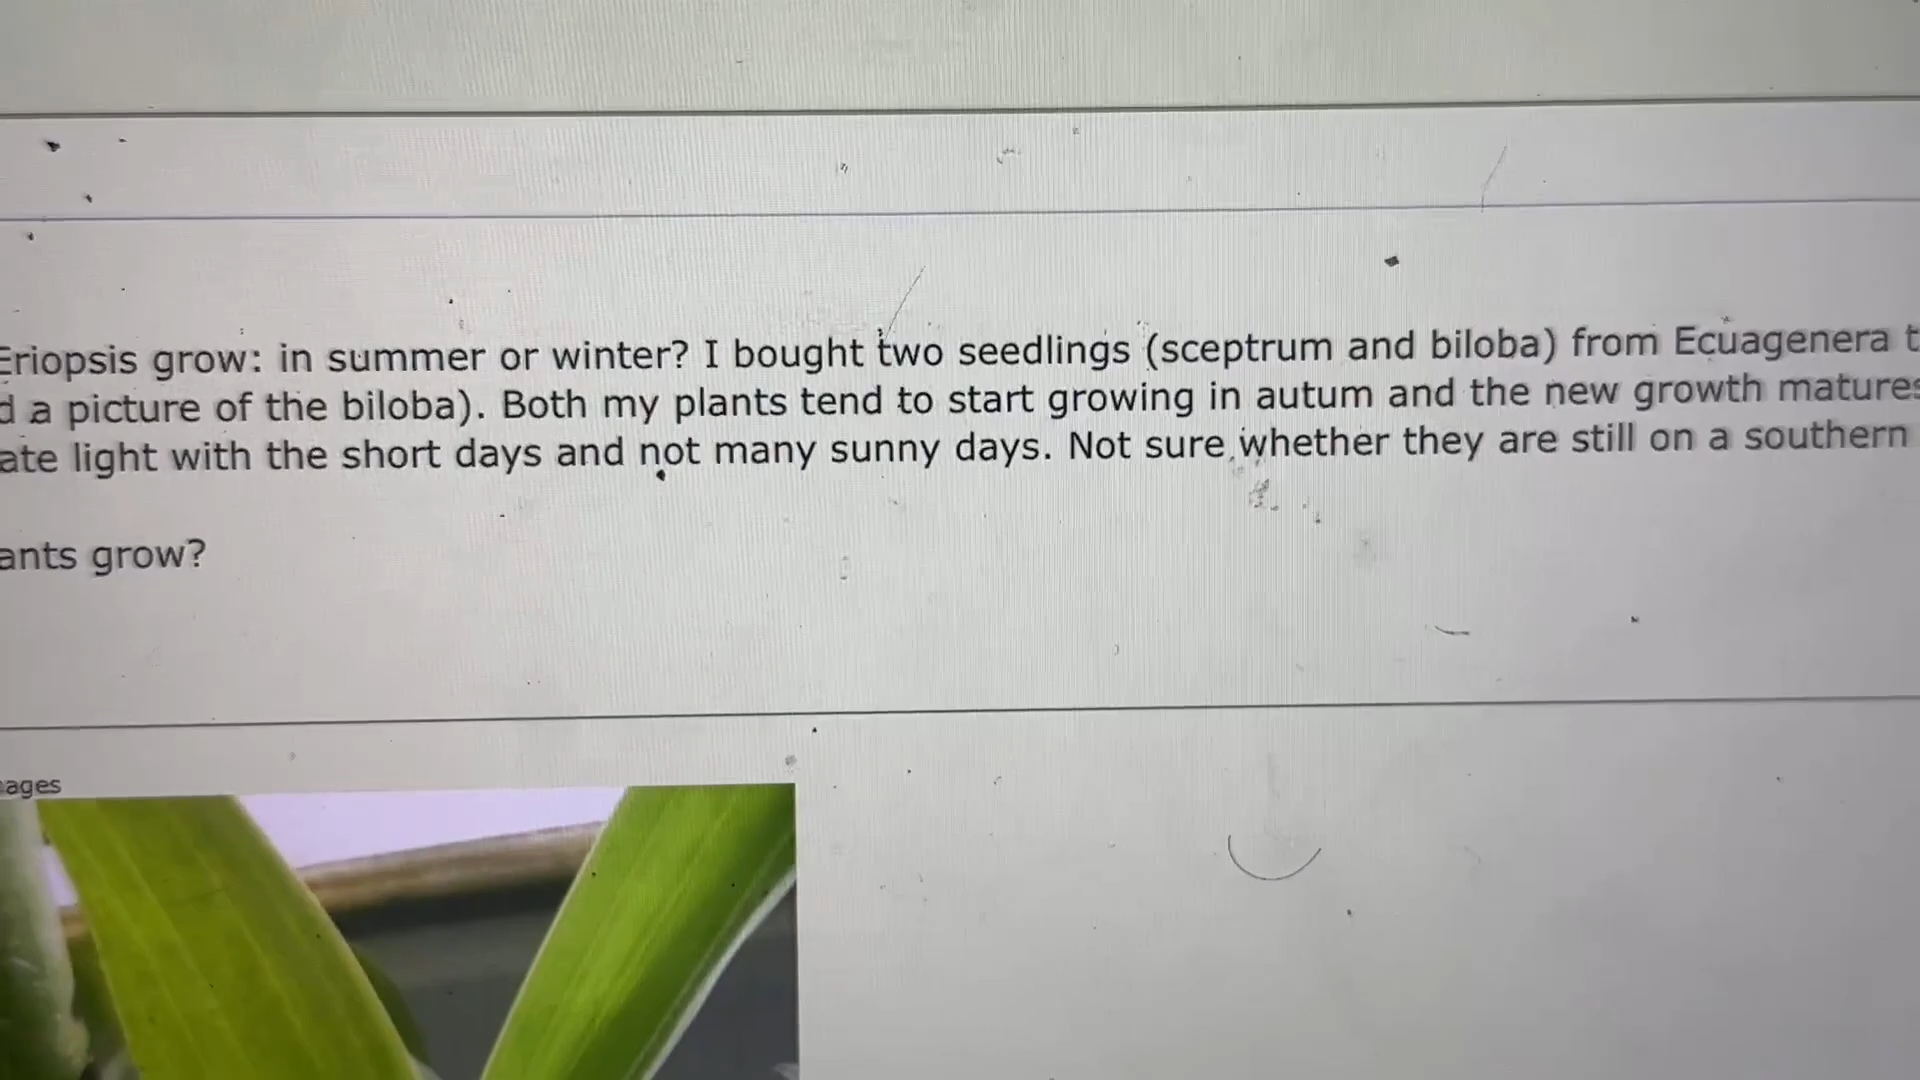 Eriopsis grow: in summer or winter? I bought two seedlings (sceptrum and biloba) from Ecuagenera t
d a picture of the biloba). Both my plants tend to start growing in autum and the new growth matures
ate light with the short days and not many sunny days. Not sure whether they are still on a southern
ants grow?
ages